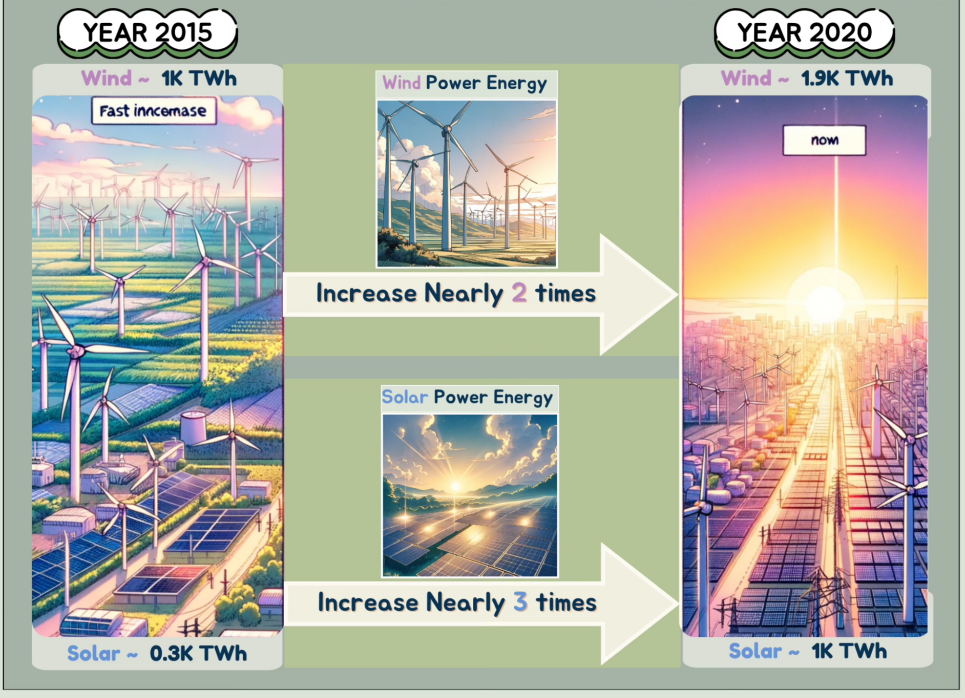 YEAR 2015
YEAR 2020
Wind ~ 1K TWh
Wind ~ 1.9K TWh
Fast inncemase
Wind Power Energy
now
Increase Nearly 2 times
Solar Power Energy
Increase Nearly 3 times
Solar ~ 0.3K TWh
Solar ~ 1K TWh